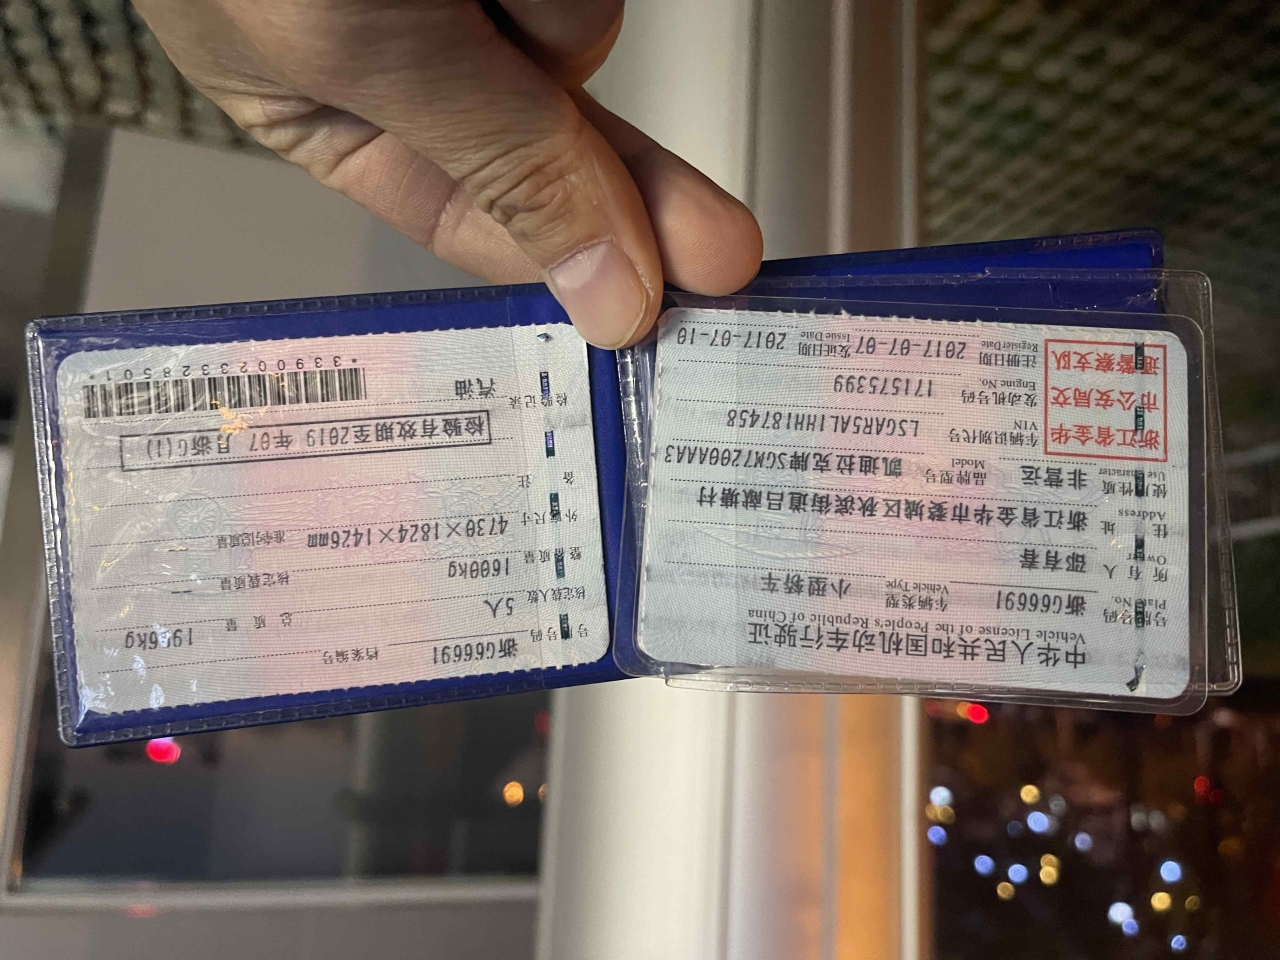 中华人民共和国机动车行驶证
Vehicle License of the People's Republic of China
号牌号码 浙G66691 车辆类型 小型轿车
Plate No. Vehicle Type
所有人 邵有春
Owner
住址 浙江省金华市婺城区秋滨街道吕献塘村
Address
使用性质 非营运 品牌型号 凯迪拉克牌SGM7200AAA3
Use Character Model
浙江省金华
市公安局交
通警察支队
车辆识别代号 LSGAR5AL1HH187458
VIN
发动机号码 171575399
Engine No.
注册日期 2017-07-07 发证日期 2017-07-10
Register Date Issue Date
号牌号码 浙G66691 档案编号
核定载人数 5人 总质量
整备质量 1600kg 核定载质量 --
外廓尺寸 4730×1824×1426mm 准牵引总质量
备注
检验有效期至2019年07月浙G(1)
检验记录 汽油
*3390023328501*